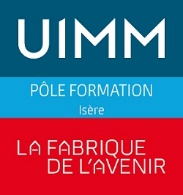 UIMM
PÔLE FORMATION
Isère
LA FABRIQUE
DE L'AVENIR